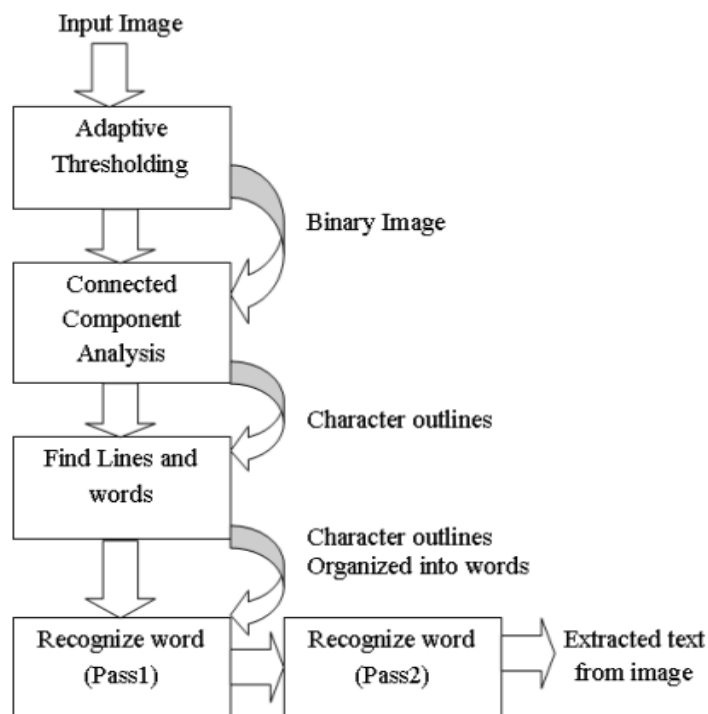 Input Image
Adaptive
Thresholding
Binary Image
Connected
Component
Analysis
Character outlines
Find Lines and
words
Character outlines
Organized into words
Recognize word
(Pass1)
Recognize word
(Pass2)
Extracted text
from image